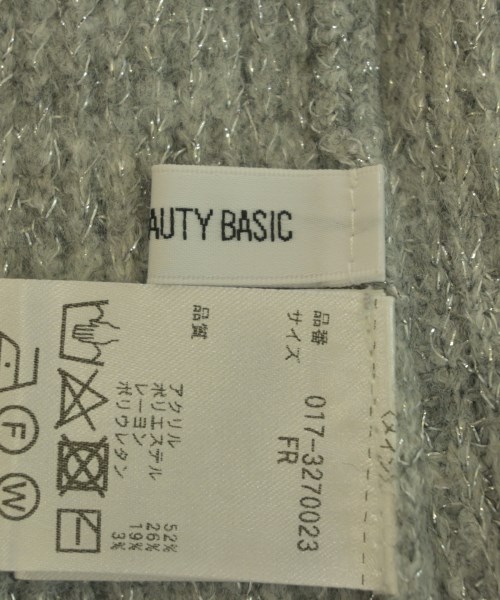 AUTY BASIC
〈メイン〉
品番 017-3270023
サイズ FR
品質
アクリル 52%
ポリエステル 26%
レーヨン 19%
ポリウレタン 3%
F
W